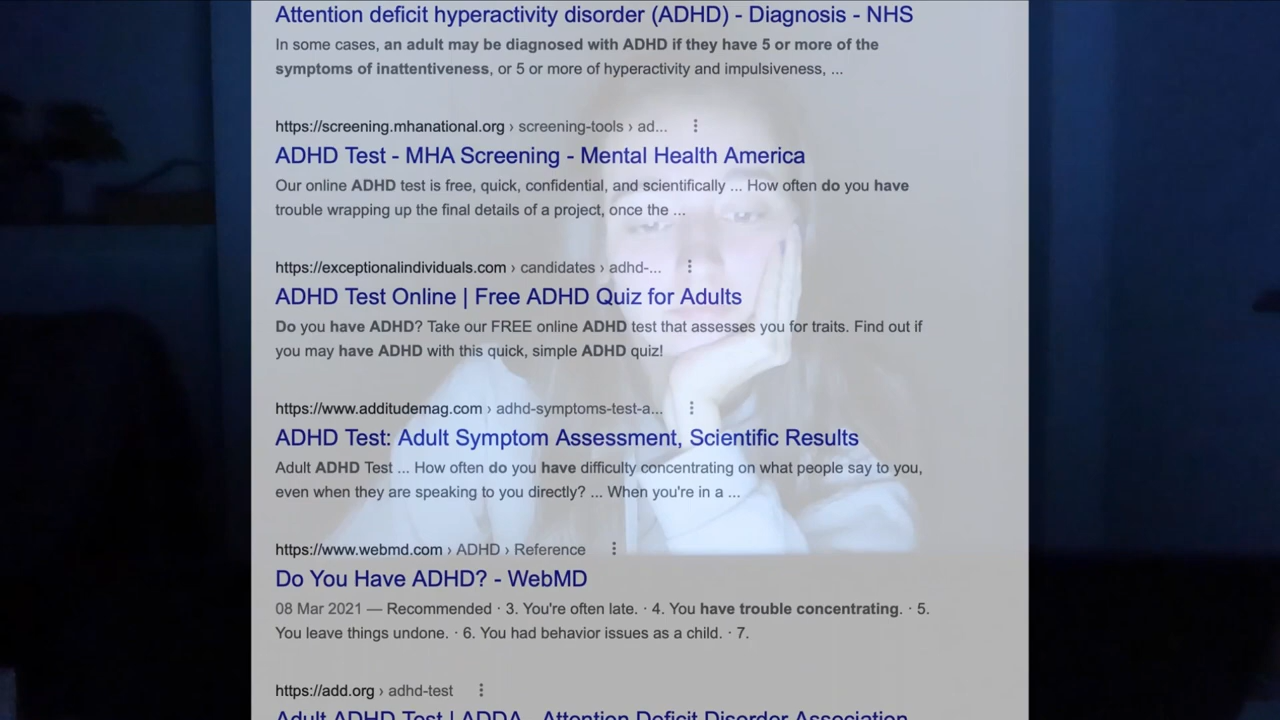 Attention deficit hyperactivity disorder (ADHD) - Diagnosis - NHS
In some cases, an adult may be diagnosed with ADHD if they have 5 or more of the
symptoms of inattentiveness, or 5 or more of hyperactivity and impulsiveness, ...
https://screening.mhanational.org › screening-tools › ad...
ADHD Test - MHA Screening - Mental Health America
Our online ADHD test is free, quick, confidential, and scientifically ... How often do you have
trouble wrapping up the final details of a project, once the ...
https://exceptionalindividuals.com › candidates › adhd-...
ADHD Test Online | Free ADHD Quiz for Adults
Do you have ADHD? Take our FREE online ADHD test that assesses you for traits. Find out if
you may have ADHD with this quick, simple ADHD quiz!
https://www.additudemag.com › adhd-symptoms-test-a...
ADHD Test: Adult Symptom Assessment, Scientific Results
Adult ADHD Test ... How often do you have difficulty concentrating on what people say to you,
even when they are speaking to you directly? ... When you're in a ...
https://www.webmd.com › ADHD › Reference
Do You Have ADHD? - WebMD
08 Mar 2021 — Recommended · 3. You're often late. · 4. You have trouble concentrating. · 5.
You leave things undone. · 6. You had behavior issues as a child. · 7.
https://add.org › adhd-test
Adult ADHD Test | ADDA - Attention Deficit Disorder Association